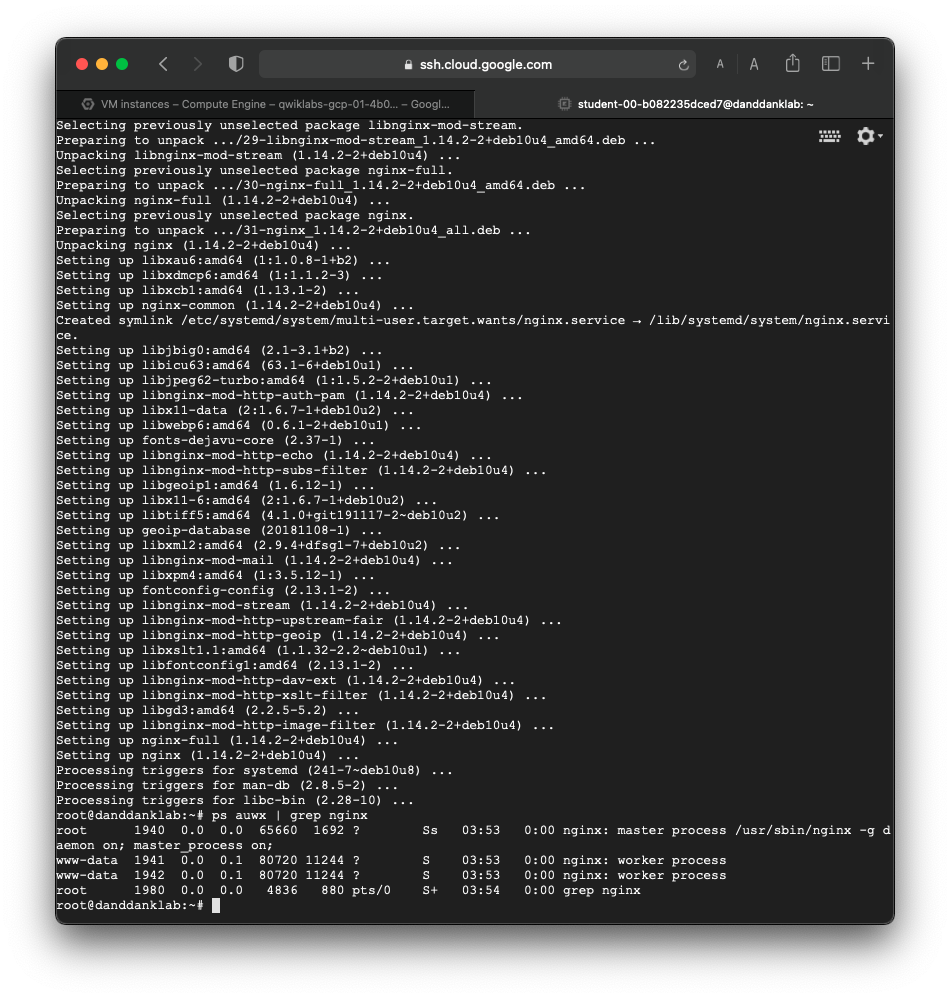 ssh.cloud.google.com
A A
VM instances – Compute Engine – qwiklabs-gcp-01-4b0... – Googl...
student-00-b082235dced7@danddanklab: ~
Selecting previously unselected package libnginx-mod-stream.
Preparing to unpack .../29-libnginx-mod-stream_1.14.2-2+deb10u4_amd64.deb ...
Unpacking libnginx-mod-stream (1.14.2-2+deb10u4) ...
Selecting previously unselected package nginx-full.
Preparing to unpack .../30-nginx-full_1.14.2-2+deb10u4_amd64.deb ...
Unpacking nginx-full (1.14.2-2+deb10u4) ...
Selecting previously unselected package nginx.
Preparing to unpack .../31-nginx_1.14.2-2+deb10u4_all.deb ...
Unpacking nginx (1.14.2-2+deb10u4) ...
Setting up libxau6:amd64 (1:1.0.8-1+b2) ...
Setting up libxdmcp6:amd64 (1:1.1.2-3) ...
Setting up libxcb1:amd64 (1.13.1-2) ...
Setting up nginx-common (1.14.2-2+deb10u4) ...
Created symlink /etc/systemd/system/multi-user.target.wants/nginx.service → /lib/systemd/system/nginx.servi
ce.
Setting up libjbig0:amd64 (2.1-3.1+b2) ...
Setting up libicu63:amd64 (63.1-6+deb10u1) ...
Setting up libjpeg62-turbo:amd64 (1:1.5.2-2+deb10u1) ...
Setting up libnginx-mod-http-auth-pam (1.14.2-2+deb10u4) ...
Setting up libx11-data (2:1.6.7-1+deb10u2) ...
Setting up libwebp6:amd64 (0.6.1-2+deb10u1) ...
Setting up fonts-dejavu-core (2.37-1) ...
Setting up libnginx-mod-http-echo (1.14.2-2+deb10u4) ...
Setting up libnginx-mod-http-subs-filter (1.14.2-2+deb10u4) ...
Setting up libgeoip1:amd64 (1.6.12-1) ...
Setting up libx11-6:amd64 (2:1.6.7-1+deb10u2) ...
Setting up libtiff5:amd64 (4.1.0+git191117-2~deb10u2) ...
Setting up geoip-database (20181108-1) ...
Setting up libxml2:amd64 (2.9.4+dfsg1-7+deb10u2) ...
Setting up libnginx-mod-mail (1.14.2-2+deb10u4) ...
Setting up libxpm4:amd64 (1:3.5.12-1) ...
Setting up fontconfig-config (2.13.1-2) ...
Setting up libnginx-mod-stream (1.14.2-2+deb10u4) ...
Setting up libnginx-mod-http-upstream-fair (1.14.2-2+deb10u4) ...
Setting up libnginx-mod-http-geoip (1.14.2-2+deb10u4) ...
Setting up libxslt1.1:amd64 (1.1.32-2.2~deb10u1) ...
Setting up libfontconfig1:amd64 (2.13.1-2) ...
Setting up libnginx-mod-http-dav-ext (1.14.2-2+deb10u4) ...
Setting up libnginx-mod-http-xslt-filter (1.14.2-2+deb10u4) ...
Setting up libgd3:amd64 (2.2.5-5.2) ...
Setting up libnginx-mod-http-image-filter (1.14.2-2+deb10u4) ...
Setting up nginx-full (1.14.2-2+deb10u4) ...
Setting up nginx (1.14.2-2+deb10u4) ...
Processing triggers for systemd (241-7~deb10u8) ...
Processing triggers for man-db (2.8.5-2) ...
Processing triggers for libc-bin (2.28-10) ...
root@danddanklab:~# ps auwx | grep nginx
root 1940 0.0 0.0 65660 1692 ? Ss 03:53 0:00 nginx: master process /usr/sbin/nginx -g d
aemon on; master_process on;
www-data 1941 0.0 0.1 80720 11244 ? S 03:53 0:00 nginx: worker process
www-data 1942 0.0 0.1 80720 11244 ? S 03:53 0:00 nginx: worker process
root 1980 0.0 0.0 4836 880 pts/0 S+ 03:54 0:00 grep nginx
root@danddanklab:~#